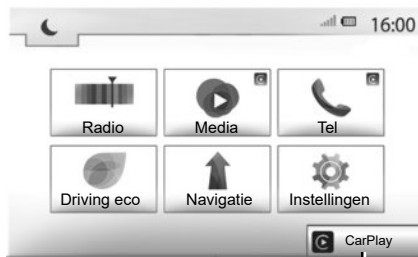 16:00
Radio
Media
Tel
Driving eco
Navigatie
Instellingen
CarPlay